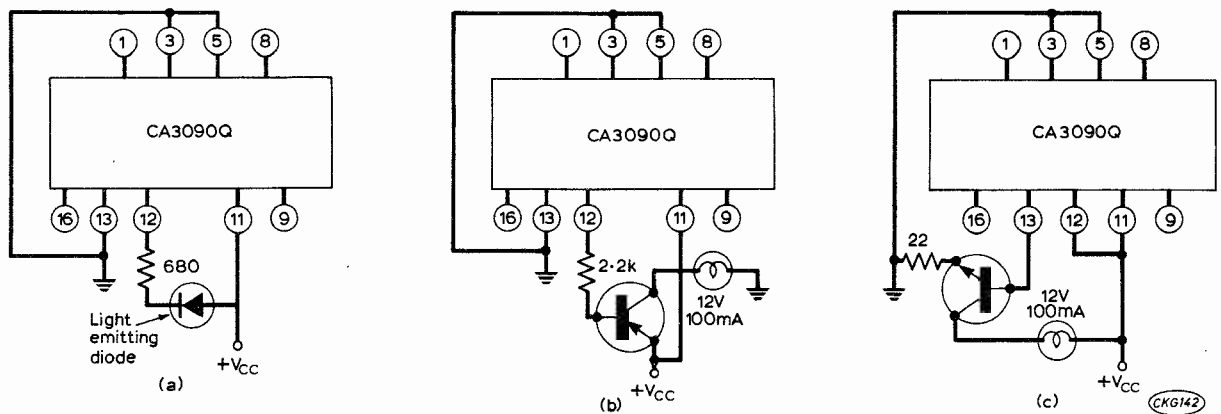 1 3 5 8
CA3090Q
16 13 12 11 9
680
Light
emitting
diode
+VCC
(a)
1 3 5 8
CA3090Q
16 13 12 11 9
2·2k
12V
100mA
+VCC
(b)
1 3 5 8
CA3090Q
16 13 12 11 9
22
12V
100mA
+VCC
(c)
CKG142